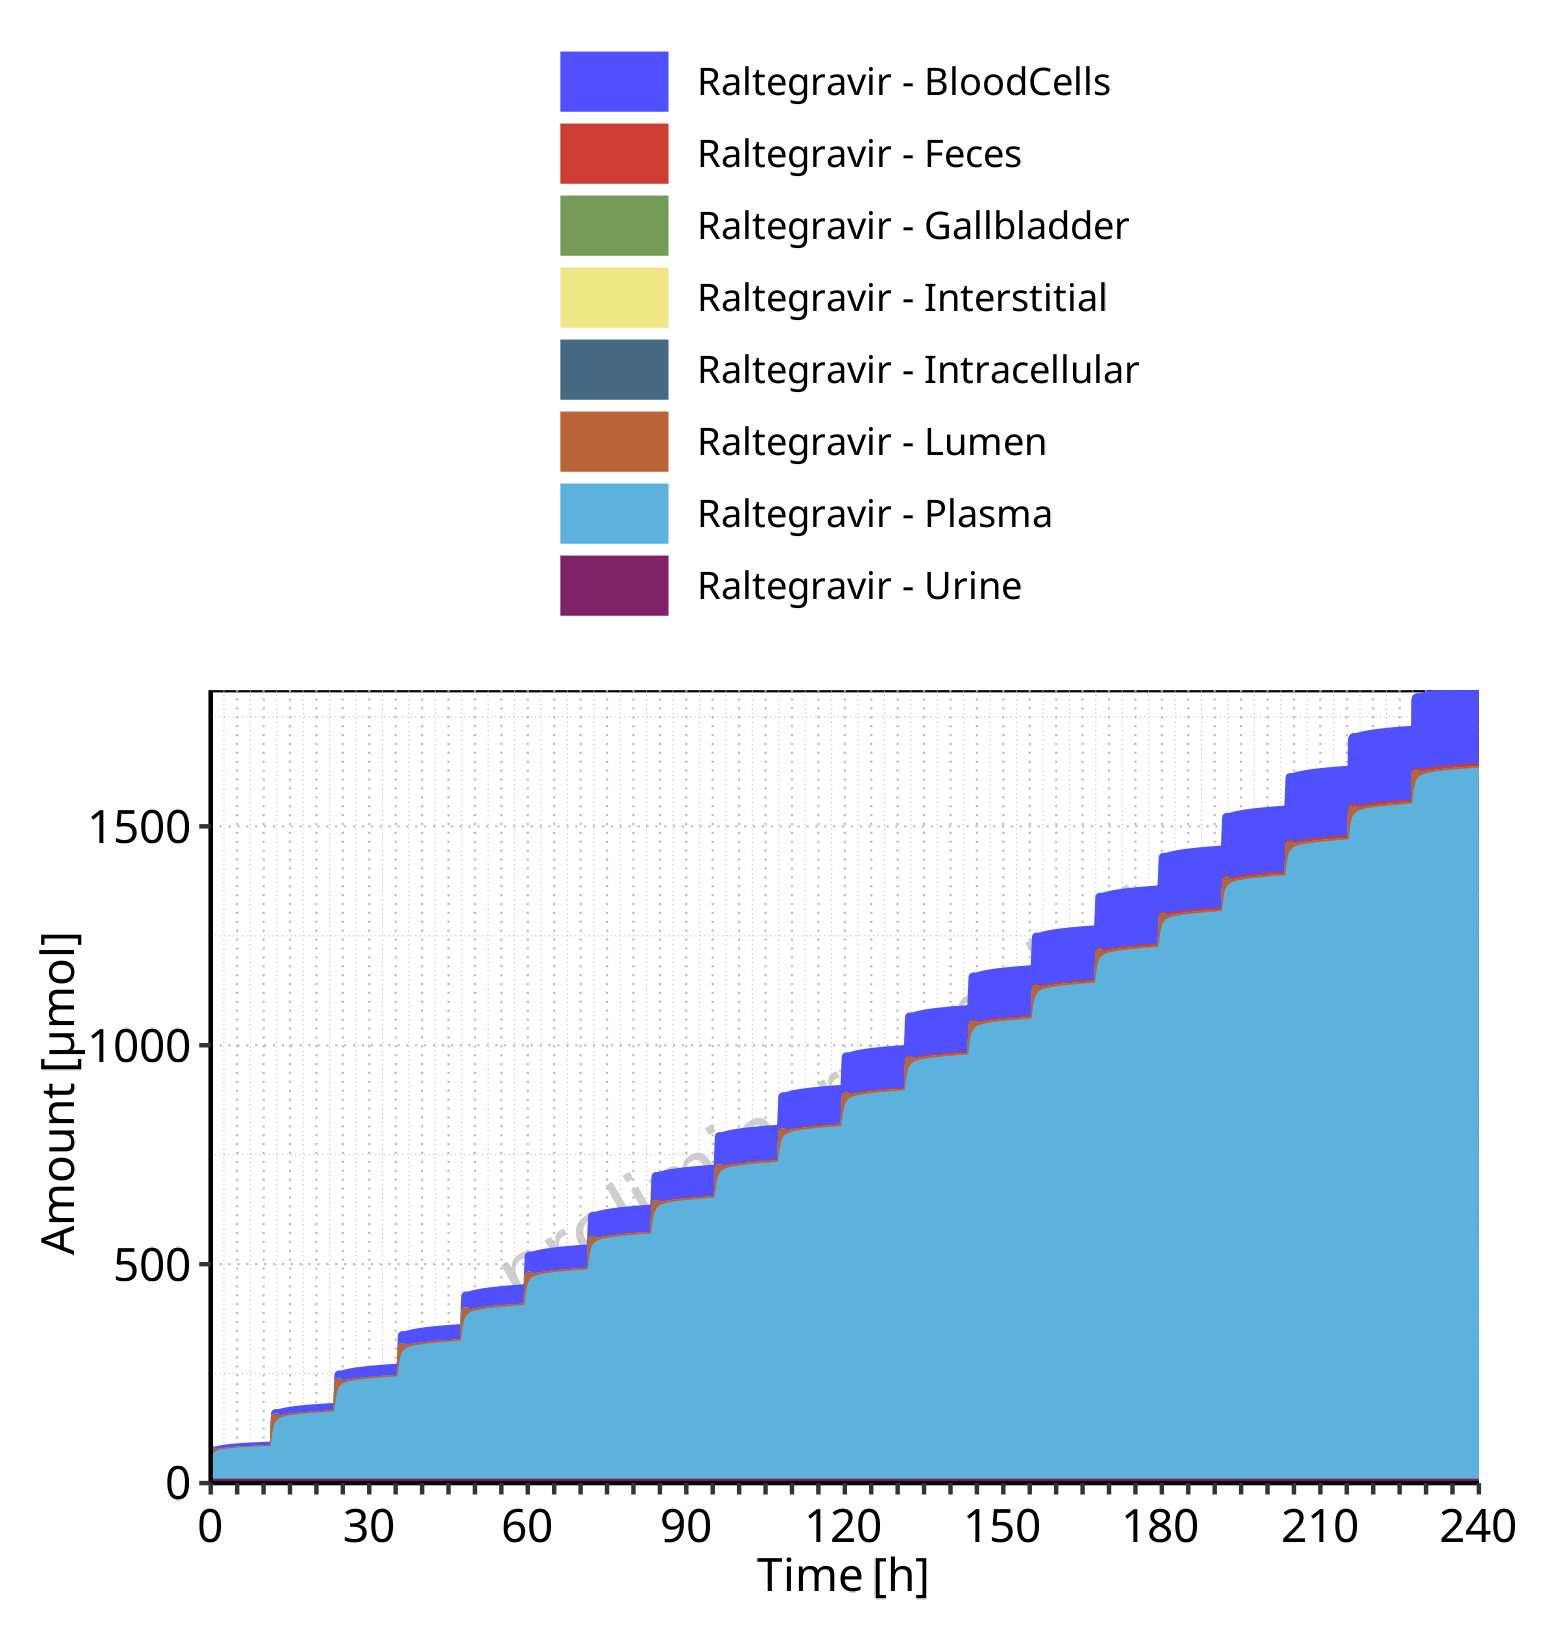 Raltegravir - BloodCells
Raltegravir - Feces
Raltegravir - Gallbladder
Raltegravir - Interstitial
Raltegravir - Intracellular
Raltegravir - Lumen
Raltegravir - Plasma
Raltegravir - Urine
Amount [µmol]
1500
1000
500
0
0 30 60 90 120 150 180 210 240
Time [h]